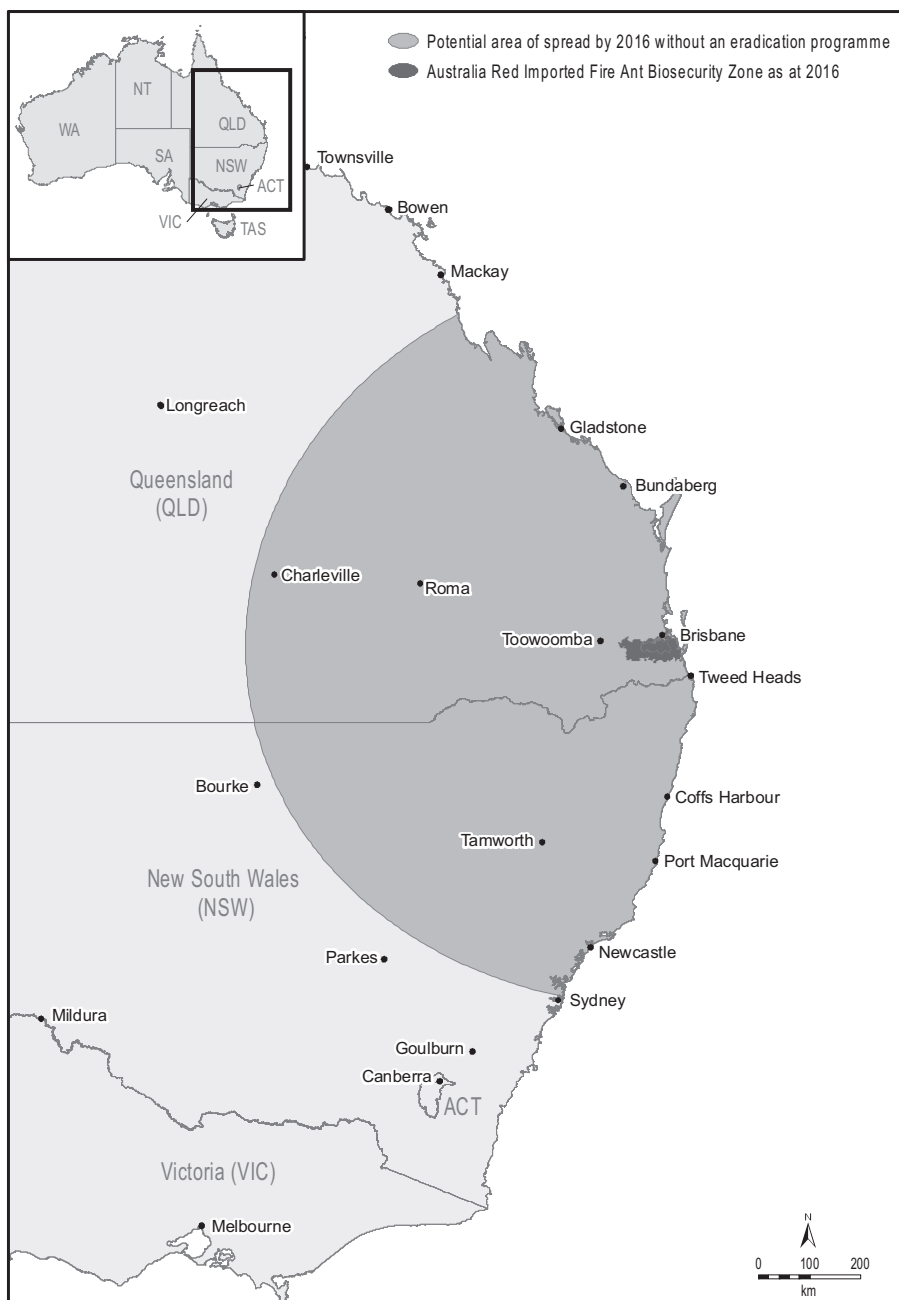 Potential area of spread by 2016 without an eradication programme
Australia Red Imported Fire Ant Biosecurity Zone as at 2016
NT
QLD
WA
SA
NSW
ACT
VIC
TAS
Townsville
Bowen
Mackay
Longreach
Gladstone
Queensland
(QLD)
Bundaberg
Charleville
Roma
Toowoomba
Brisbane
Tweed Heads
Bourke
Coffs Harbour
Tamworth
Port Macquarie
New South Wales
(NSW)
Newcastle
Parkes
Sydney
Mildura
Goulburn
Canberra
ACT
Victoria (VIC)
Melbourne
N
0 100 200
km